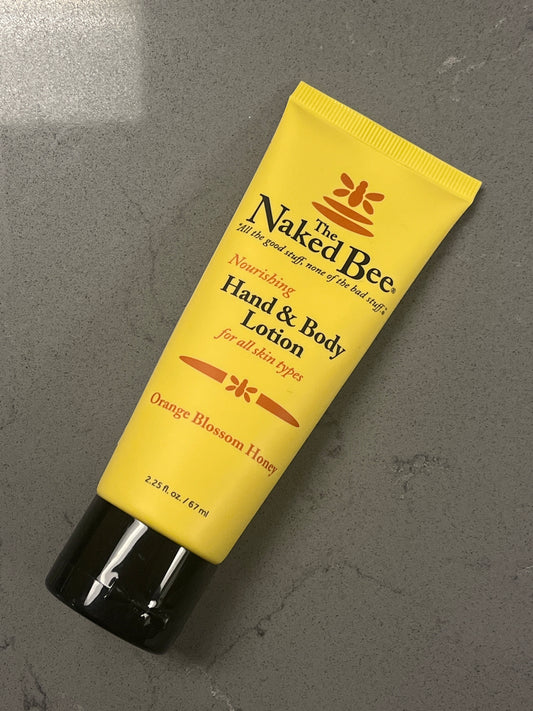 The
Naked Bee®
"All the good stuff, none of the bad stuff"®
Nourishing
Hand & Body
Lotion
for all skin types
Orange Blossom Honey
2.25 fl. oz. / 67 ml